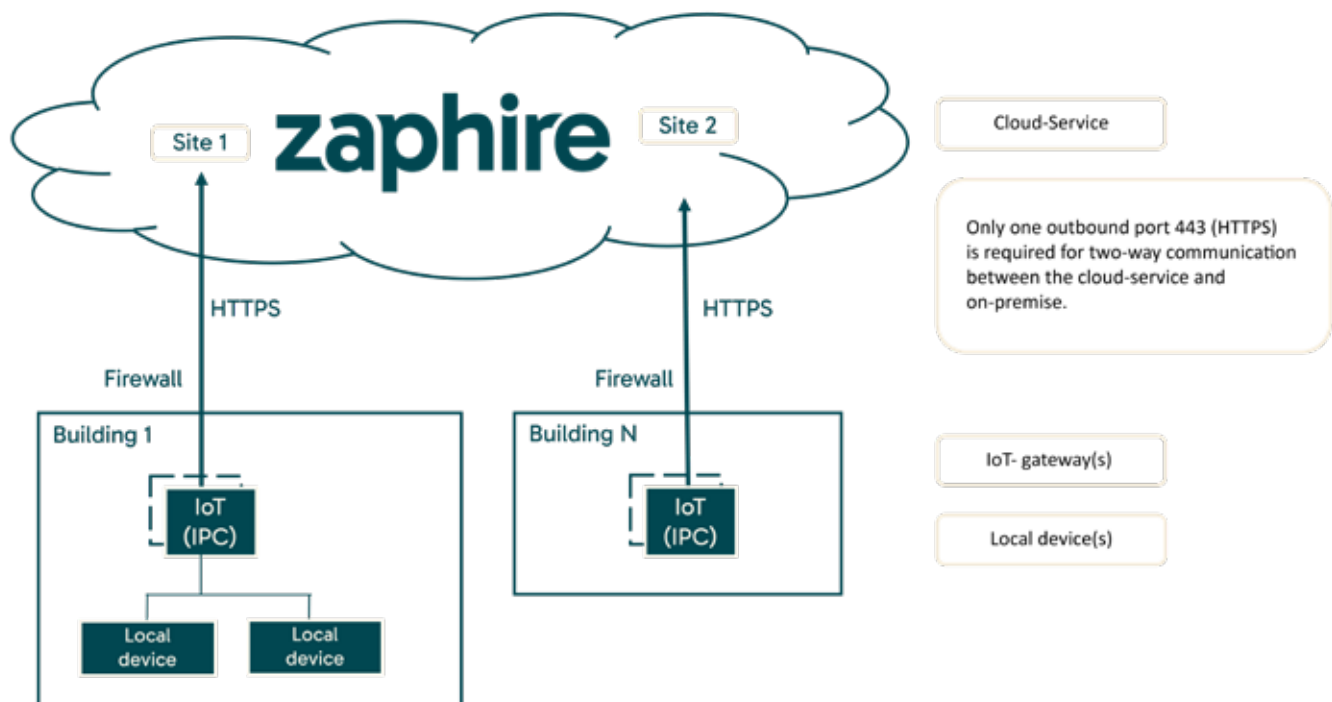 Site 1
zaphire
Site 2
Cloud-Service
Only one outbound port 443 (HTTPS)
is required for two-way communication
between the cloud-service and
on-premise.
HTTPS
HTTPS
Firewall
Firewall
Building 1
Building N
IoT- gateway(s)
IoT
(IPC)
IoT
(IPC)
Local device(s)
Local
device
Local
device